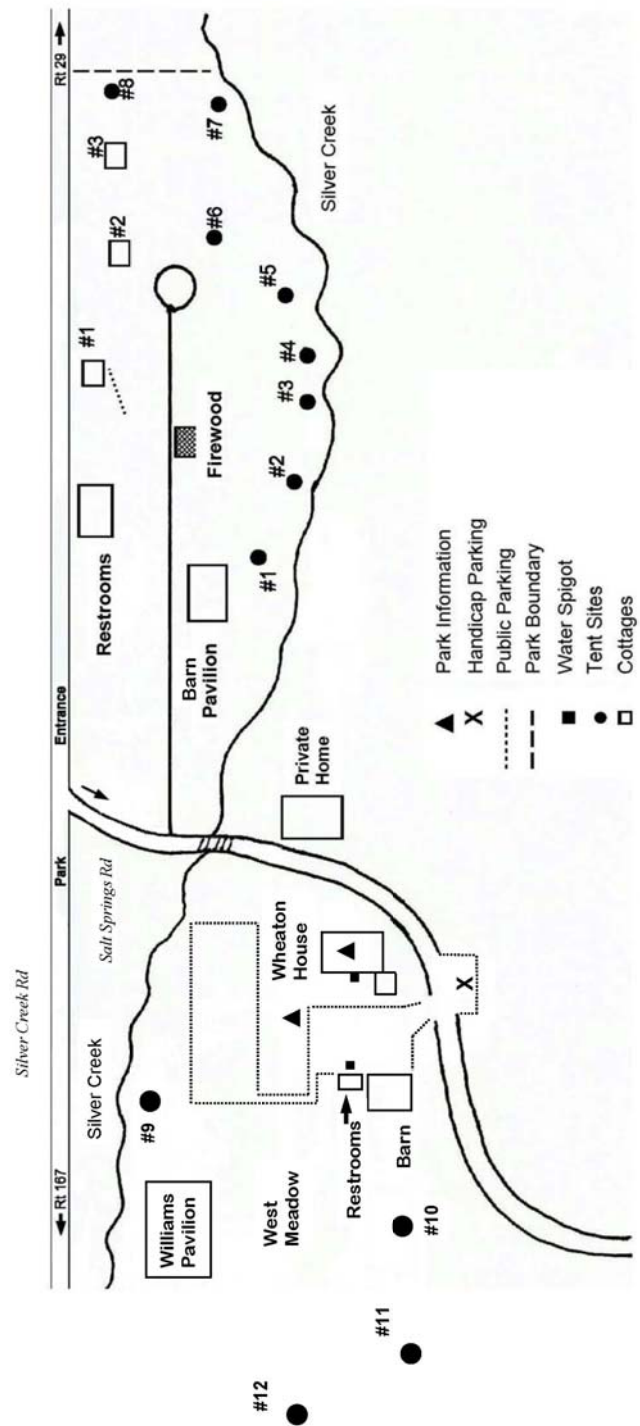 Silver Creek Rd
Rt 167
Park
Entrance
Rt 29
Salt Springs Rd
Silver Creek
#9
Williams
Pavilion
West
Meadow
Wheaton
House
Restrooms
Barn
X
#10
#11
#12
Private
Home
Barn
Pavilion
Restrooms
Firewood
#1
#2
#3
#8
#1
#2
#3
#4
#5
#6
#7
Silver Creek
Park Information
X Handicap Parking
Public Parking
Park Boundary
Water Spigot
Tent Sites
Cottages